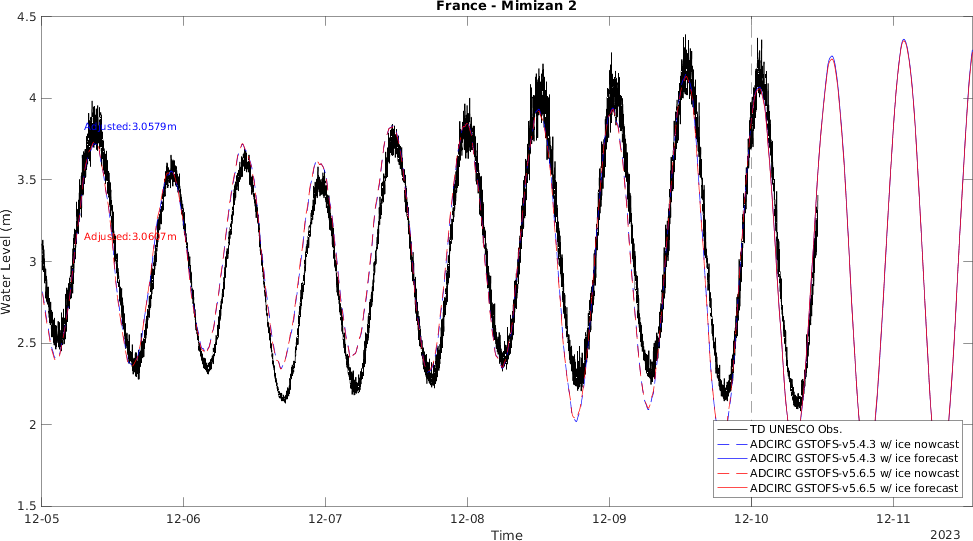 France - Mimizan 2
4.5
4
3.5
3
2.5
2
1.5
Water Level (m)
Adjusted:3.0579m
Adjusted:3.0607m
TD UNESCO Obs.
ADCIRC GSTOFS-v5.4.3 w/ ice nowcast
ADCIRC GSTOFS-v5.4.3 w/ ice forecast
ADCIRC GSTOFS-v5.6.5 w/ ice nowcast
ADCIRC GSTOFS-v5.6.5 w/ ice forecast
12-05 12-06 12-07 12-08 12-09 12-10 12-11
Time
2023